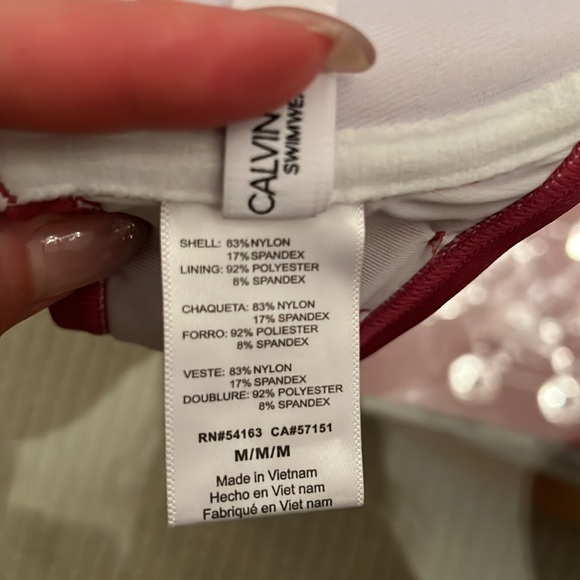 CALVIN
SWIMWE
SHELL: 83% NYLON
17% SPANDEX
LINING: 92% POLYESTER
8% SPANDEX
CHAQUETA: 83% NYLON
17% SPANDEX
FORRO: 92% POLIESTER
8% SPANDEX
VESTE: 83% NYLON
17% SPANDEX
DOUBLURE: 92% POLYESTER
8% SPANDEX
RN#54163 CA#57151
M/M/M
Made in Vietnam
Hecho en Viet nam
Fabriqué en Viet nam